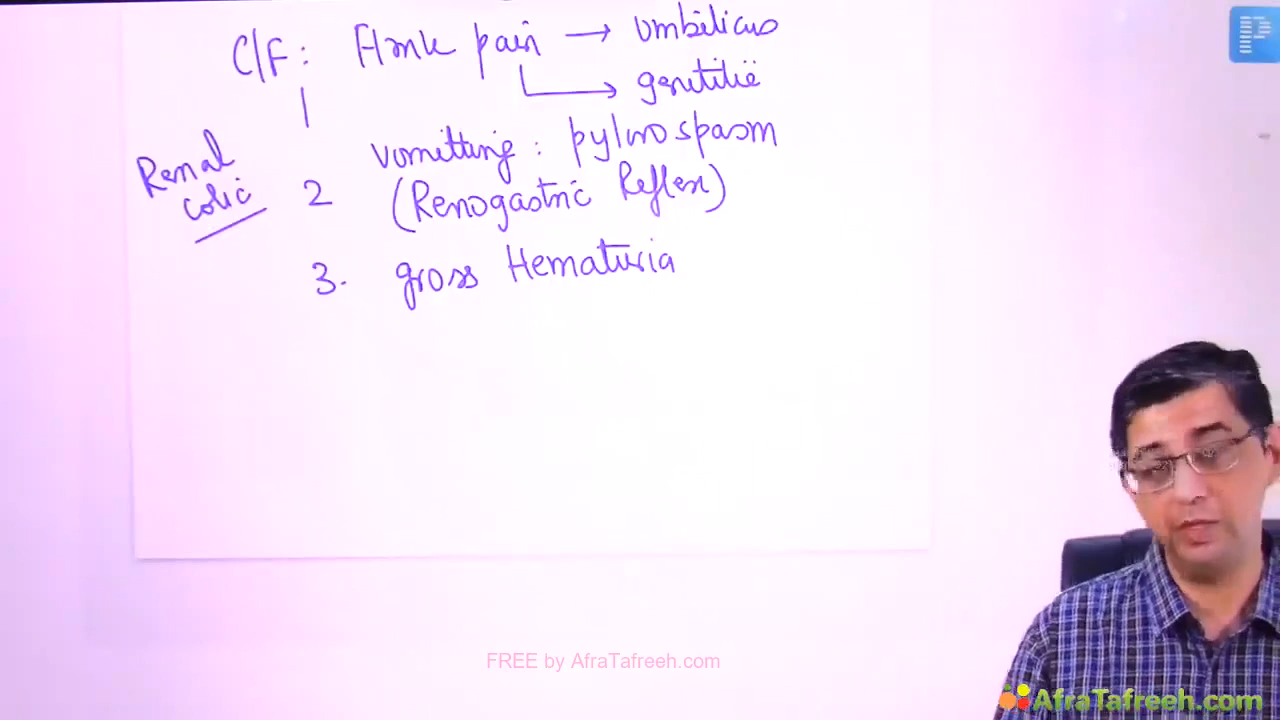 C/F: Flank pain → umbilicus
1 → genitiliæ
Renal colic
vomitting : pylorospasm
2 (Renogastric Reflex)
3. gross Hematuria
P
FREE by AfraTafreeh.com
AfraTafreeh.com